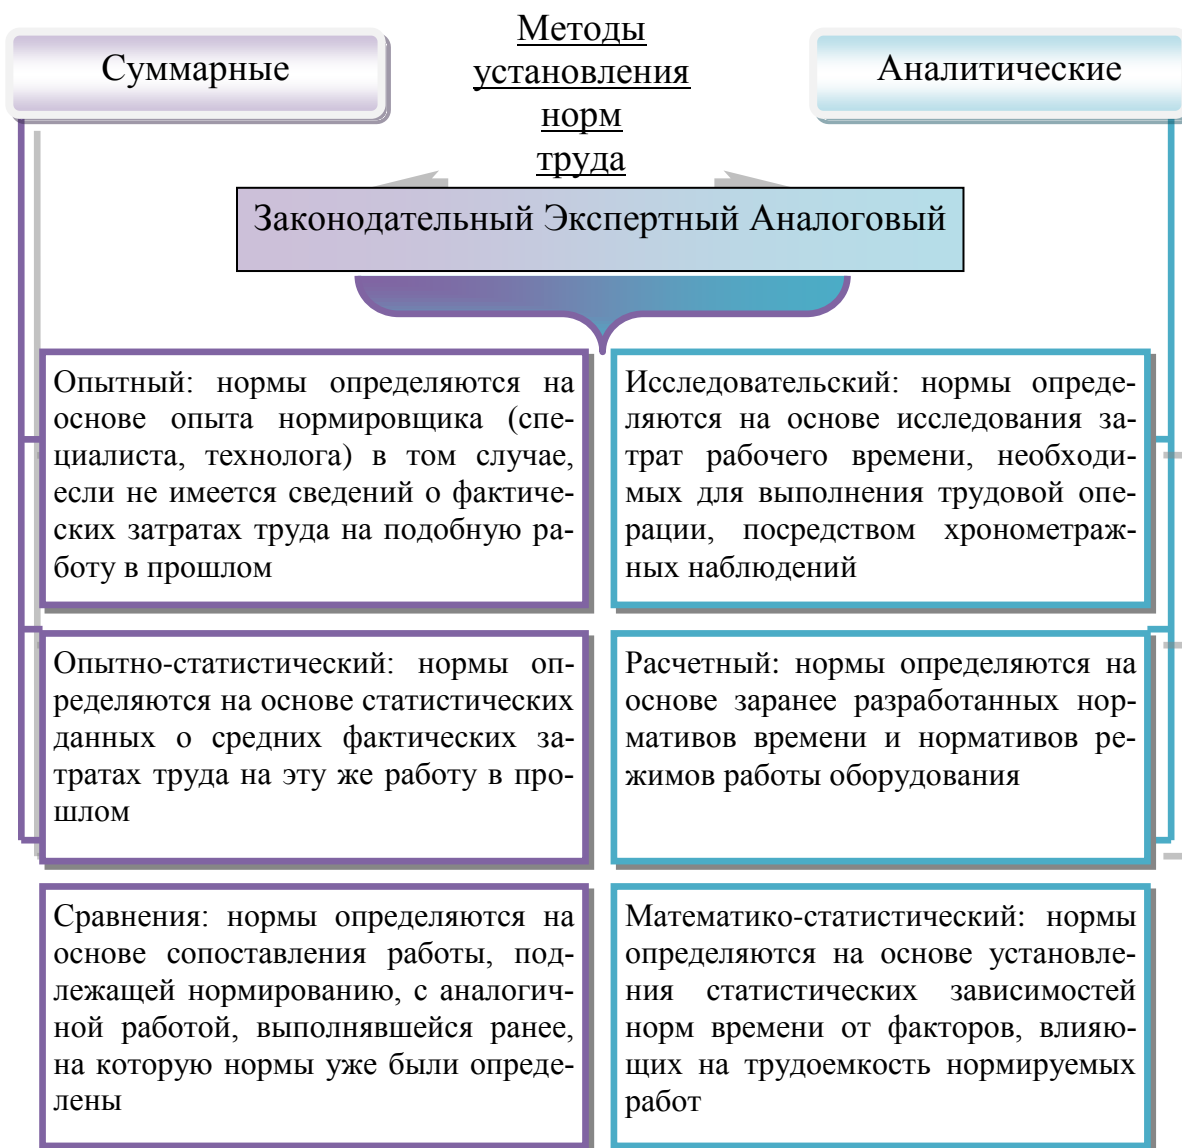 Методы
установления
норм
труда
Суммарные
Аналитические
Законодательный Экспертный Аналоговый
Опытный: нормы определяются на
основе опыта нормировщика (спе-
циалиста, технолога) в том случае,
если не имеется сведений о фактиче-
ских затратах труда на подобную ра-
боту в прошлом
Опытно-статистический: нормы оп-
ределяются на основе статистических
данных о средних фактических за-
тратах труда на эту же работу в про-
шлом
Сравнения: нормы определяются на
основе сопоставления работы, под-
лежащей нормированию, с аналогич-
ной работой, выполнявшейся ранее,
на которую нормы уже были опреде-
лены
Исследовательский: нормы опреде-
ляются на основе исследования за-
трат рабочего времени, необходи-
мых для выполнения трудовой опе-
рации, посредством хронометраж-
ных наблюдений
Расчетный: нормы определяются на
основе заранее разработанных нор-
мативов времени и нормативов ре-
жимов работы оборудования
Математико-статистический: нормы
определяются на основе установле-
ния статистических зависимостей
норм времени от факторов, влияю-
щих на трудоемкость нормируемых
работ